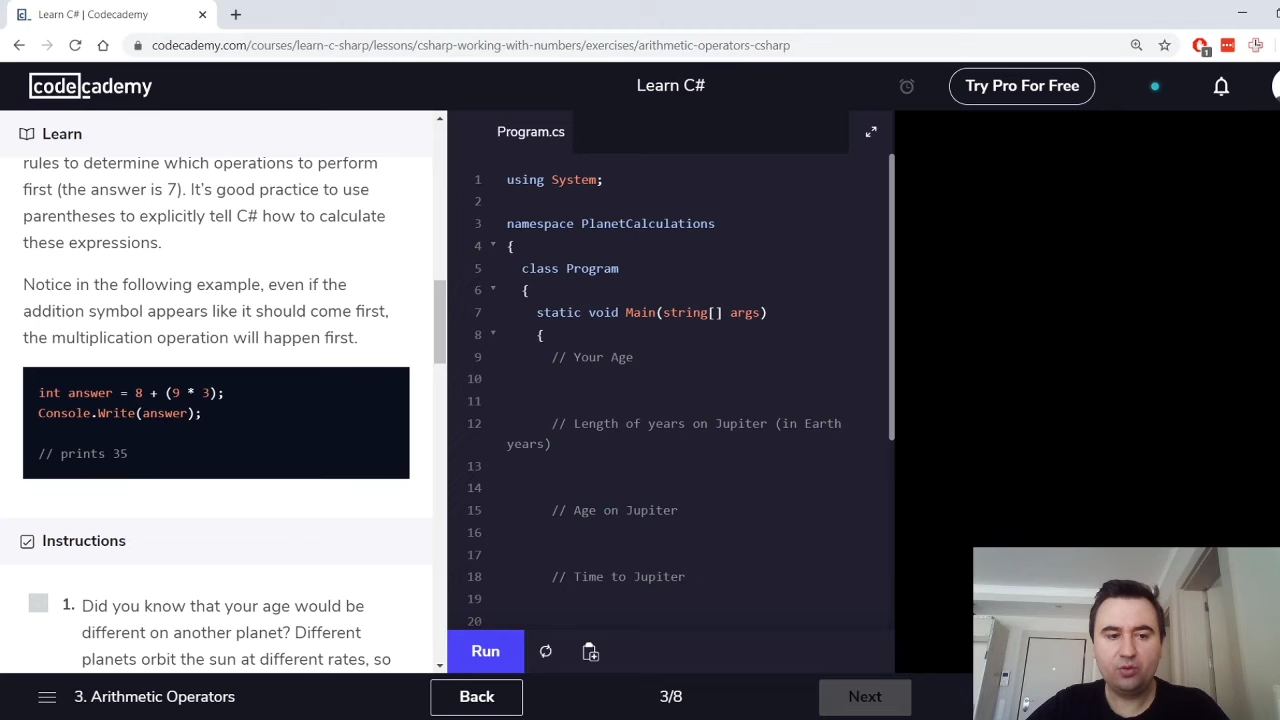 Learn C# | Codecademy
codecademy.com/courses/learn-c-sharp/lessons/csharp-working-with-numbers/exercises/arithmetic-operators-csharp
1
codecademy
Learn C#
Try Pro For Free
Learn
rules to determine which operations to perform
first (the answer is 7). It’s good practice to use
parentheses to explicitly tell C# how to calculate
these expressions.
Notice in the following example, even if the
addition symbol appears like it should come first,
the multiplication operation will happen first.
int answer = 8 + (9 * 3);
Console.Write(answer);
// prints 35
Instructions
1. Did you know that your age would be
different on another planet? Different
planets orbit the sun at different rates, so
Program.cs
1 using System;
2
3 namespace PlanetCalculations
4 {
5 class Program
6 {
7 static void Main(string[] args)
8 {
9 // Your Age
10
11
12 // Length of years on Jupiter (in Earth
years)
13
14
15 // Age on Jupiter
16
17
18 // Time to Jupiter
19
20
Run
3. Arithmetic Operators
Back
3/8
Next